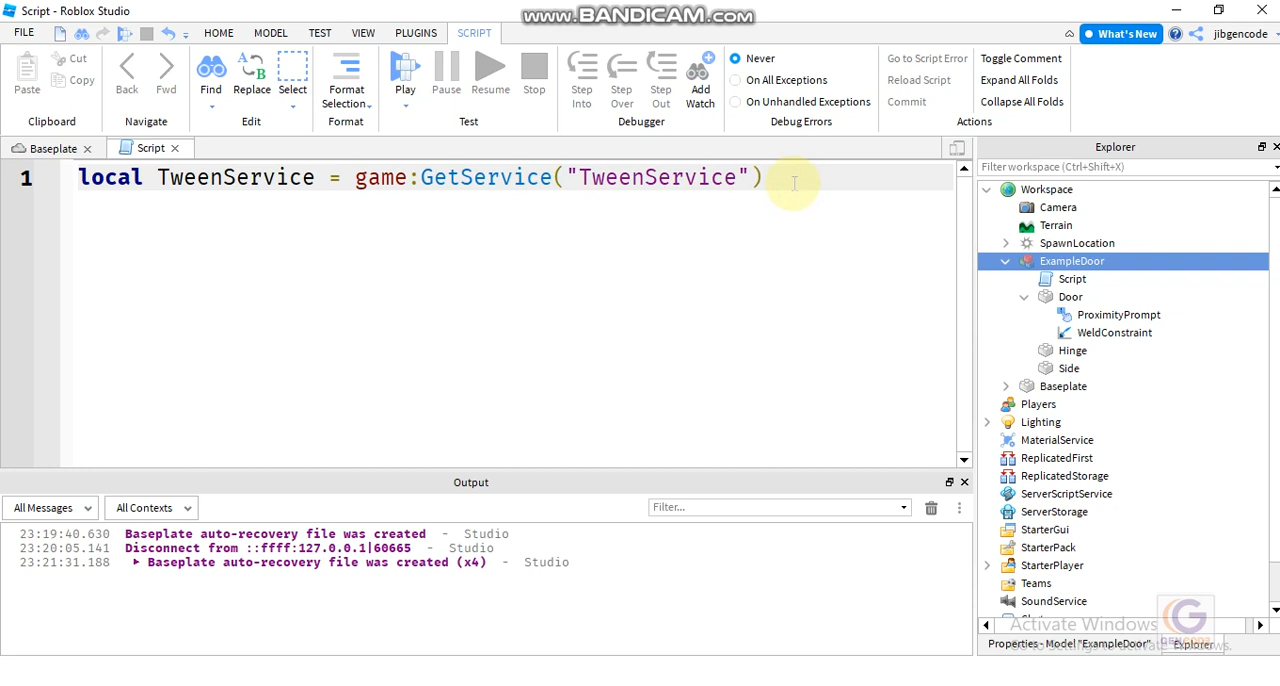 Script - Roblox Studio
www.BANDICAM.com
FILE HOME MODEL TEST VIEW PLUGINS SCRIPT
What's New jibgencode
Paste Cut Copy
Back Fwd
Find Replace Select
Format Selection
Play Pause Resume Stop
Step Into Step Over Step Out Add Watch
Never
On All Exceptions
On Unhandled Exceptions
Go to Script Error
Reload Script
Commit
Toggle Comment
Expand All Folds
Collapse All Folds
Clipboard Navigate Edit Format Test Debugger Debug Errors Actions
Baseplate Script
1 local TweenService = game:GetService("TweenService")
Explorer
Filter workspace (Ctrl+Shift+X)
Workspace
Camera
Terrain
SpawnLocation
ExampleDoor
Script
Door
ProximityPrompt
WeldConstraint
Hinge
Side
Baseplate
Players
Lighting
MaterialService
ReplicatedFirst
ReplicatedStorage
ServerScriptService
ServerStorage
StarterGui
StarterPack
StarterPlayer
Teams
SoundService
Output
All Messages All Contexts Filter...
23:19:40.630 Baseplate auto-recovery file was created - Studio
23:20:05.141 Disconnect from ::ffff:127.0.0.1|60665 - Studio
23:21:31.188 Baseplate auto-recovery file was created (x4) - Studio
Activate Windows
Go to Settings to activate Windows.
Properties - Model "ExampleDoor" Explorer